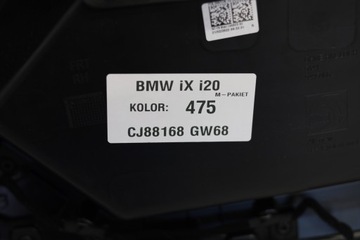 BMW iX i20
M-PAKIET
KOLOR: 475
CJ88168 GW68